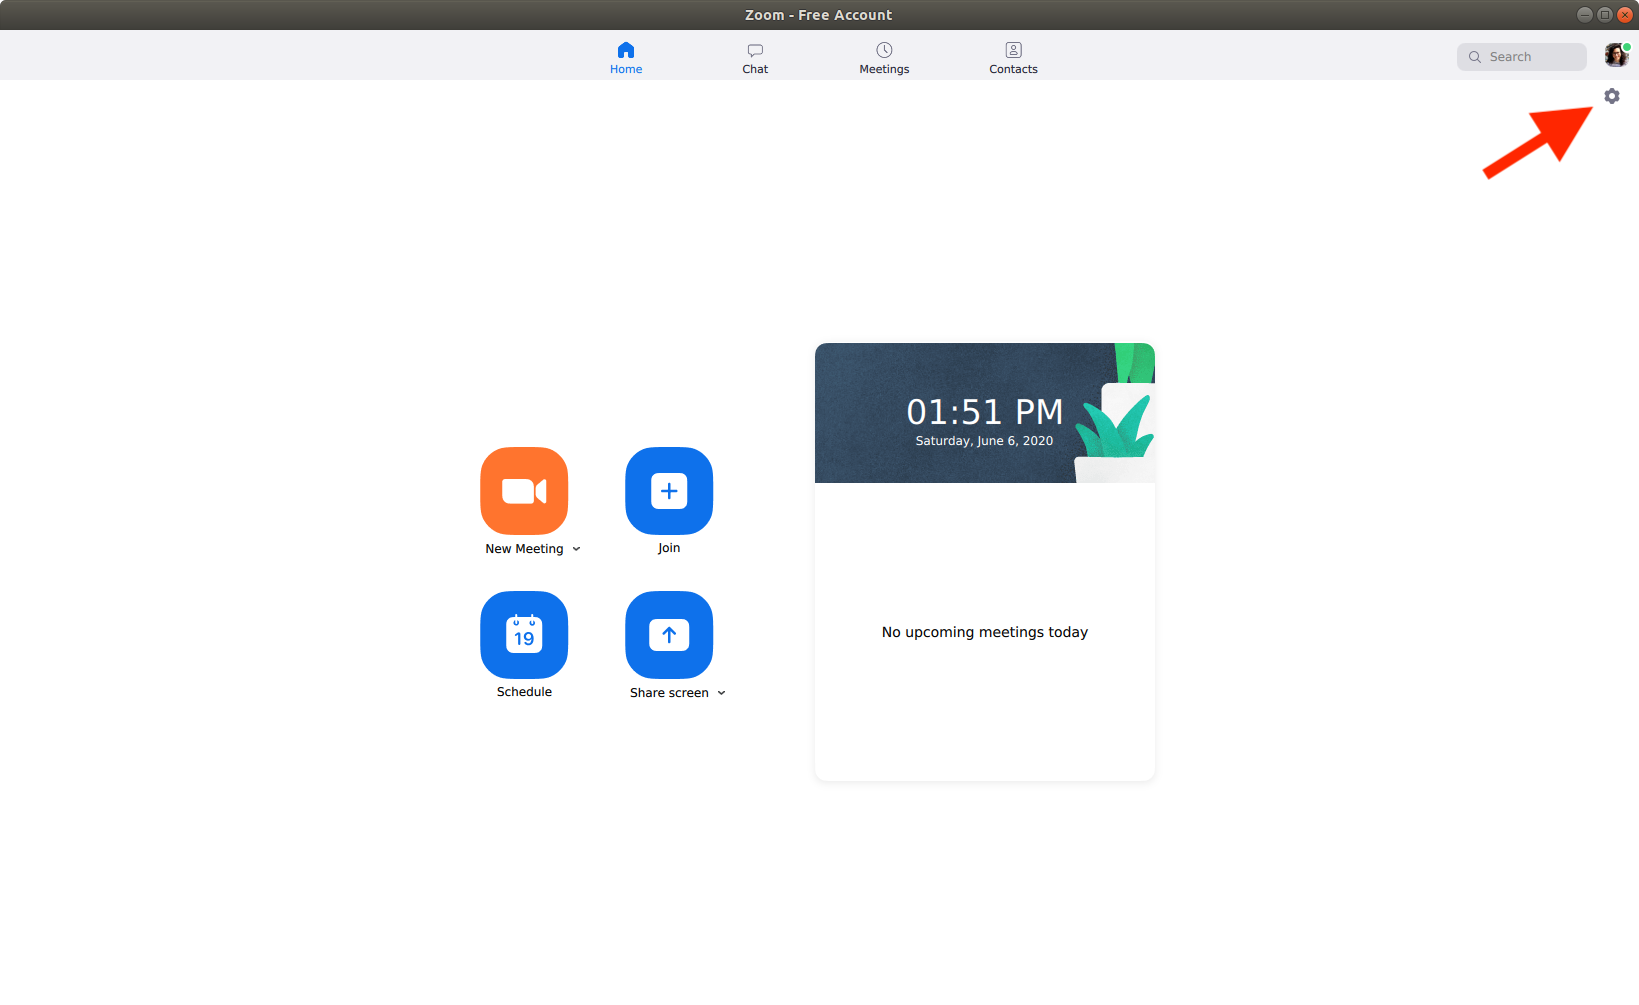 Zoom - Free Account
Home
Chat
Meetings
Contacts
Search
01:51 PM
Saturday, June 6, 2020
New Meeting
Join
19
Schedule
Share screen
No upcoming meetings today